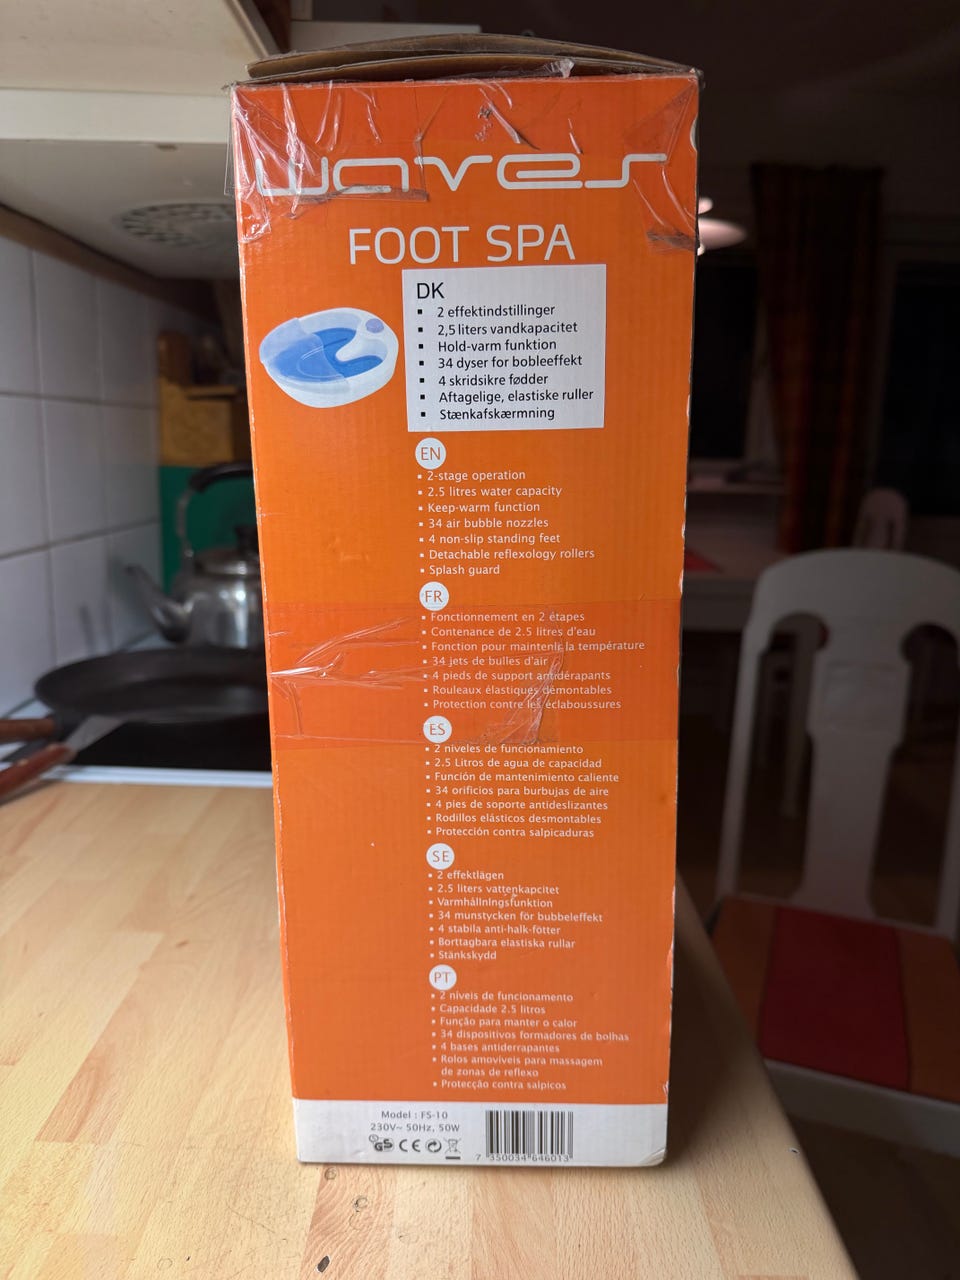 waves
FOOT SPA
DK
▪ 2 effektindstillinger
▪ 2,5 liters vandkapacitet
▪ Hold-varm funktion
▪ 34 dyser for bobleeffekt
▪ 4 skridsikre fødder
▪ Aftagelige, elastiske ruller
▪ Stænkafskærmning
EN
▪ 2-stage operation
▪ 2.5 litres water capacity
▪ Keep-warm function
▪ 34 air bubble nozzles
▪ 4 non-slip standing feet
▪ Detachable reflexology rollers
▪ Splash guard
FR
▪ Fonctionnement en 2 étapes
▪ Contenance de 2.5 litres d'eau
▪ Fonction pour maintenir la température
▪ 34 jets de bulles d'air
▪ 4 pieds de support antidérapants
▪ Rouleaux élastiques démontables
▪ Protection contre les éclaboussures
ES
▪ 2 niveles de funcionamiento
▪ 2.5 Litros de agua de capacidad
▪ Función de mantenimiento caliente
▪ 34 orificios para burbujas de aire
▪ 4 pies de soporte antideslizantes
▪ Rodillos elásticos desmontables
▪ Protección contra salpicaduras
SE
▪ 2 effektlägen
▪ 2.5 liters vattenkapcitet
▪ Varmhållningsfunktion
▪ 34 munstycken för bubbeleffekt
▪ 4 stabila anti-halk-fötter
▪ Borttagbara elastiska rullar
▪ Stänkskydd
PT
▪ 2 níveis de funcionamento
▪ Capacidade 2.5 litros
▪ Função para manter o calor
▪ 34 dispositivos formadores de bolhas
▪ 4 bases antiderrapantes
▪ Rolos amovíveis para massagem
de zonas de reflexo
▪ Protecção contra salpicos
Model : FS-10
230V~ 50Hz, 50W
GS CE
7 350034 646013